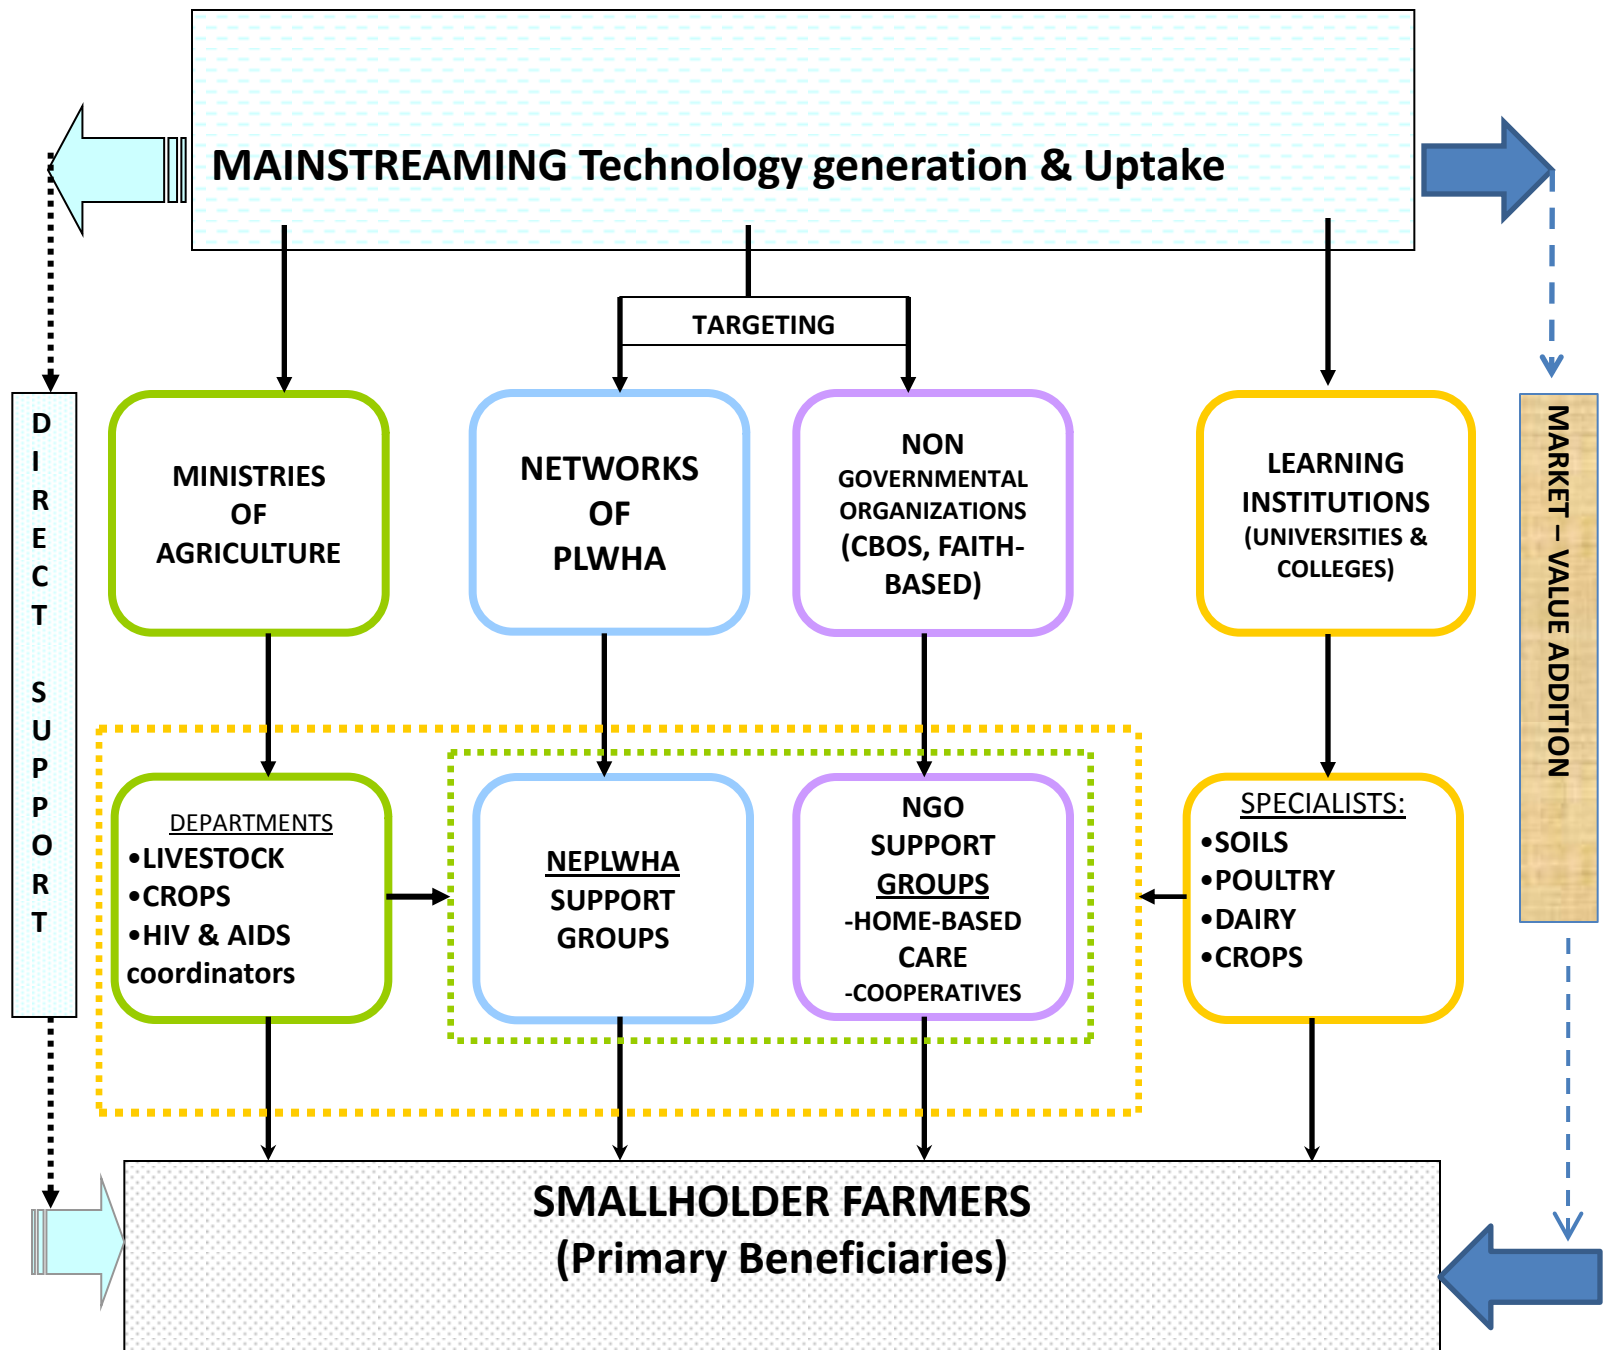 MAINSTREAMING Technology generation & Uptake
TARGETING
DIRECT SUPPORT
MINISTRIES
OF
AGRICULTURE
NETWORKS
OF
PLWHA
NON
GOVERNMENTAL
ORGANIZATIONS
(CBOS, FAITH-
BASED)
LEARNING
INSTITUTIONS
(UNIVERSITIES &
COLLEGES)
MARKET – VALUE ADDITION
DEPARTMENTS
•LIVESTOCK
•CROPS
•HIV & AIDS
coordinators
NEPLWHA
SUPPORT
GROUPS
NGO
SUPPORT
GROUPS
-HOME-BASED
CARE
-COOPERATIVES
SPECIALISTS:
•SOILS
•POULTRY
•DAIRY
•CROPS
SMALLHOLDER FARMERS
(Primary Beneficiaries)